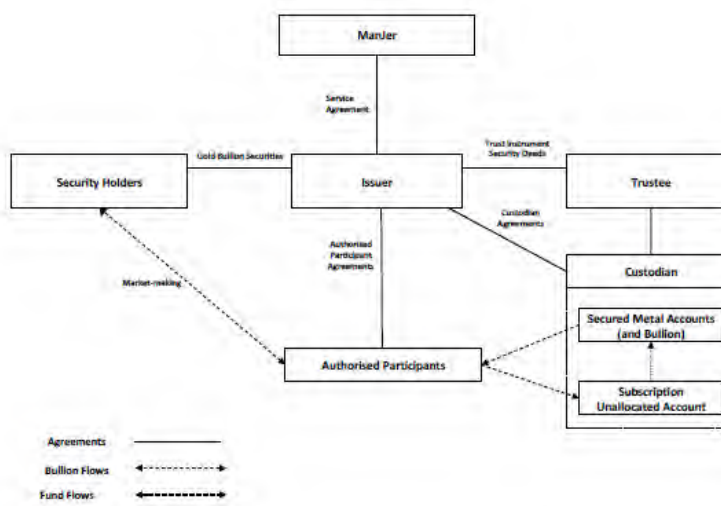 ManJer
Service
Agreement
Gold Bullion Securities
Trust Instrument
Security Deeds
Security Holders
Issuer
Trustee
Custodian
Agreements
Authorised
Participant
Agreements
Custodian
Market-making
Secured Metal Accounts
(and Bullion)
Authorised Participants
Subscription
Unallocated Account
Agreements
Bullion Flows
Fund Flows